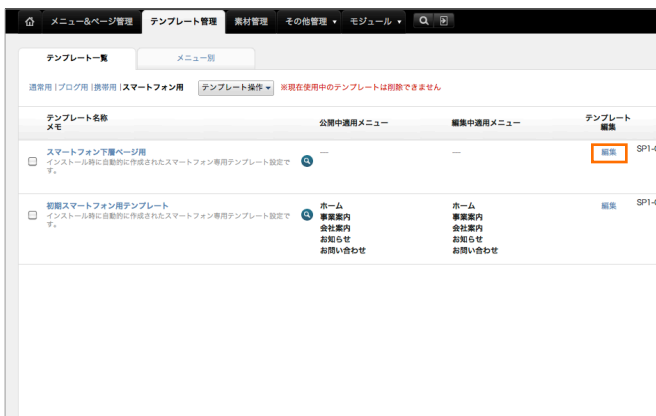 メニュー&ページ管理 テンプレート管理 素材管理 その他管理 ▼ モジュール ▼
テンプレート一覧 メニュー別
通常用 | ブログ用 | 携帯用 | スマートフォン用 テンプレート操作 ▼ ※現在使用中のテンプレートは削除できません
テンプレート名称 公開中適用メニュー 編集中適用メニュー テンプレート
メモ 編集
スマートフォン下層ページ用 — — 編集 SP1-
インストール時に自動的に作成されたスマートフォン専用テンプレート設定で
す。
初期スマートフォン用テンプレート ホーム ホーム 編集 SP1-
インストール時に自動的に作成されたスマートフォン専用テンプレート設定で 事業案内 事業案内
す。 会社案内 会社案内
お知らせ お知らせ
お問い合わせ お問い合わせ